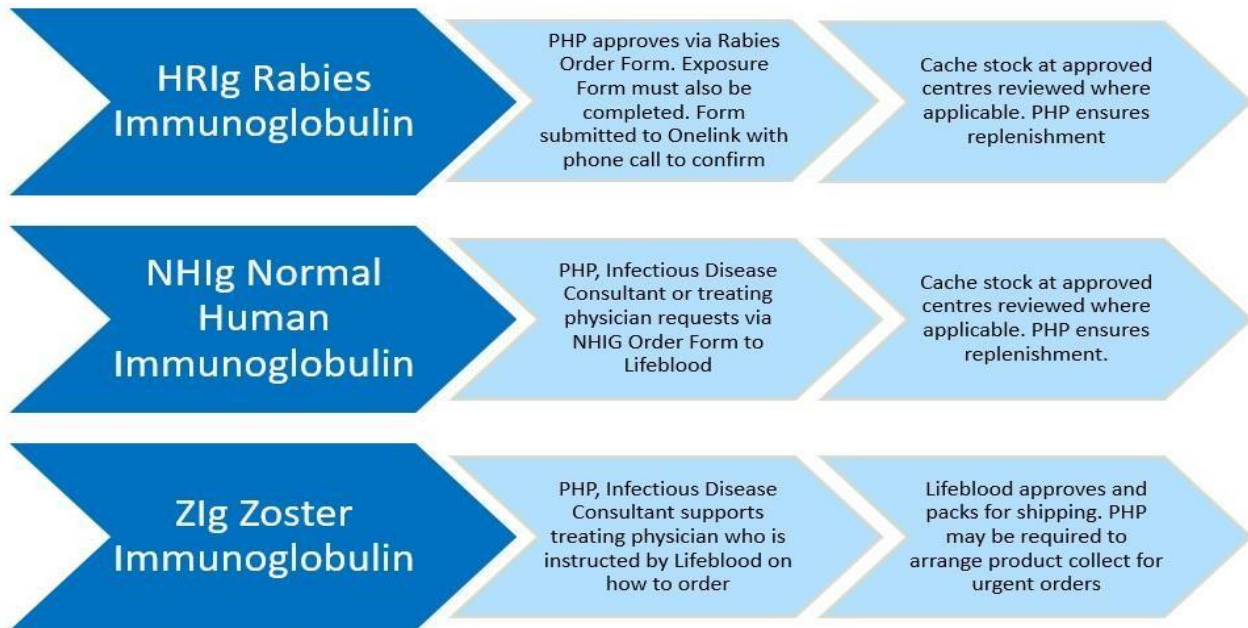 HRIg Rabies
Immunoglobulin
PHP approves via Rabies
Order Form. Exposure
Form must also be
completed. Form
submitted to Onelink with
phone call to confirm
Cache stock at approved
centres reviewed where
applicable. PHP ensures
replenishment
NHIg Normal
Human
Immunoglobulin
PHP, Infectious Disease
Consultant or treating
physician requests via
NHIG Order Form to
Lifeblood
Cache stock at approved
centres reviewed where
applicable. PHP ensures
replenishment.
ZIg Zoster
Immunoglobulin
PHP, Infectious Disease
Consultant supports
treating physician who is
instructed by Lifeblood on
how to order
Lifeblood approves and
packs for shipping. PHP
may be required to
arrange product collect for
urgent orders